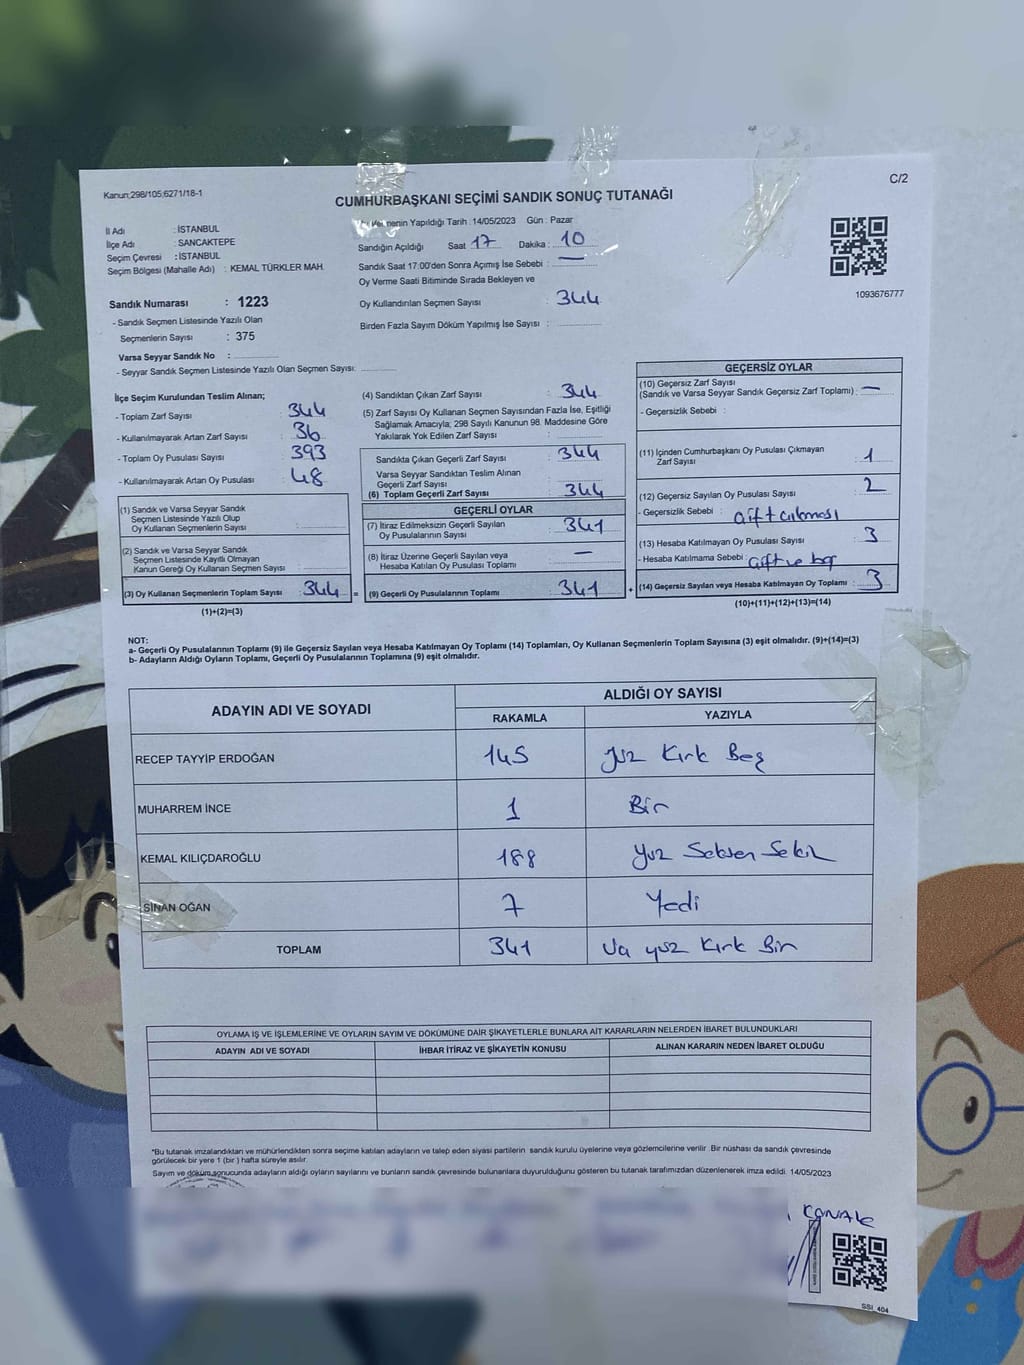 Kanun;298/105;6271/18-1
C/2
CUMHURBAŞKANI SEÇİMİ SANDIK SONUÇ TUTANAĞI
Yapıldığı Tarih : 14/05/2023 Gün : Pazar
İl Adı : İSTANBUL
İlçe Adı : SANCAKTEPE
Seçim Çevresi : İSTANBUL
Seçim Bölgesi (Mahalle Adı) : KEMAL TÜRKLER MAH.
Sandık Numarası : 1223
- Sandık Seçmen Listesinde Yazılı Olan
Seçmenlerin Sayısı : 375
Varsa Seyyar Sandık No :
- Seyyar Sandık Seçmen Listesinde Yazılı Olan Seçmen Sayısı:
Sandığın Açıldığı Saat 17 Dakika : 10
Sandık Saat 17:00'den Sonra Açımış İse Sebebi : —
Oy Verme Saati Bitiminde Sırada Bekleyen ve
Oy Kullandırılan Seçmen Sayısı : 344
Birden Fazla Sayım Döküm Yapılmış İse Sayısı :
1093676777
İlçe Seçim Kurulundan Teslim Alınan;
- Toplam Zarf Sayısı : 344
- Kullanılmayarak Artan Zarf Sayısı : 36
- Toplam Oy Pusulası Sayısı : 393
- Kullanılmayarak Artan Oy Pusulası : 48
(1) Sandık ve Varsa Seyyar Sandık
Seçmen Listesinde Yazılı Olup
Oy Kullanan Seçmenlerin Sayısı :
(2) Sandık ve Varsa Seyyar Sandık
Seçmen Listesinde Kayıtlı Olmayan
Kanun Gereği Oy Kullanan Seçmen Sayısı :
(3) Oy Kullanan Seçmenlerin Toplam Sayısı : 344 =
(1)+(2)=(3)
(4) Sandıktan Çıkan Zarf Sayısı : 344
(5) Zarf Sayısı Oy Kullanan Seçmen Sayısından Fazla İse, Eşitliği
Sağlamak Amacıyla; 298 Sayılı Kanunun 98. Maddesine Göre
Yakılarak Yok Edilen Zarf Sayısı :
Sandıkta Çıkan Geçerli Zarf Sayısı : 344
Varsa Seyyar Sandıktan Teslim Alınan
Geçerli Zarf Sayısı :
(6) Toplam Geçerli Zarf Sayısı : 344
GEÇERLİ OYLAR
(7) İtiraz Edilmeksizin Geçerli Sayılan
Oy Pusulalarının Sayısı : 341
(8) İtiraz Üzerine Geçerli Sayılan veya
Hesaba Katılan Oy Pusulası Toplamı : —
(9) Geçerli Oy Pusulalarının Toplamı : 341 +
GEÇERSİZ OYLAR
(10) Geçersiz Zarf Sayısı
(Sandık ve Varsa Seyyar Sandık Geçersiz Zarf Toplamı) : —
- Geçersizlik Sebebi :
(11) İçinden Cumhurbaşkanı Oy Pusulası Çıkmayan
Zarf Sayısı : 1
(12) Geçersiz Sayılan Oy Pusulası Sayısı : 2
- Geçersizlik Sebebi :
(13) Hesaba Katılmayan Oy Pusulası Sayısı : 3
- Hesaba Katılmama Sebebi :
(14) Geçersiz Sayılan veya Hesaba Katılmayan Oy Toplamı : 3
(10)+(11)+(12)+(13)=(14)
NOT:
a- Geçerli Oy Pusulalarının Toplamı (9) ile Geçersiz Sayılan veya Hesaba Katılmayan Oy Toplamı (14) Toplamları, Oy Kullanan Seçmenlerin Toplam Sayısına (3) eşit olmalıdır. (9)+(14)=(3)
b- Adayların Aldığı Oyların Toplamı, Geçerli Oy Pusulalarının Toplamına (9) eşit olmalıdır.
ADAYIN ADI VE SOYADI
ALDIĞI OY SAYISI
RAKAMLA YAZIYLA
RECEP TAYYİP ERDOĞAN 145 Yüz Kırk Beş
MUHARREM İNCE 1 Bir
KEMAL KILIÇDAROĞLU 188 Yüz Seksen Sekiz
SİNAN OĞAN 7 Yedi
TOPLAM 341 Üç yüz Kırk Bir
OYLAMA İŞ VE İŞLEMLERİNE VE OYLARIN SAYIM VE DÖKÜMÜNE DAİR ŞİKAYETLERLE BUNLARA AİT KARARLARIN NELERDEN İBARET BULUNDUKLARI
ADAYIN ADI VE SOYADI İHBAR İTİRAZ VE ŞİKAYETİN KONUSU ALINAN KARARIN NEDEN İBARET OLDUĞU
"Bu tutanak imzalandıktan ve mühürlendikten sonra seçime katılan adayların ve talep eden siyasi partilerin sandık kurulu üyelerine veya gözlemcilerine verilir. Bir nüshası da sandık çevresinde
görülecek bir yere 1 (bir ) hafta süreyle asılır.
Sayım ve döküm sonucunda adayların aldığı oyların sayılarını ve bunların sandık çevresinde bulunanlara duyurulduğunu gösteren bu tutanak tarafımızdan düzenlenerek imza edildi. 14/05/2023
SSI_404